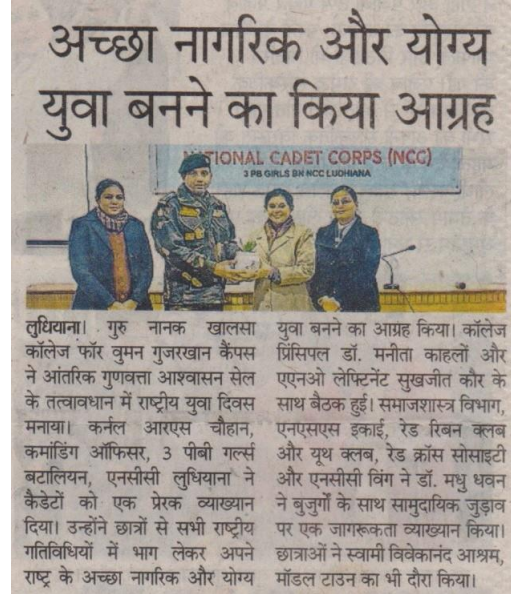 अच्छा नागरिक और योग्य
युवा बनने का किया आग्रह
NATIONAL CADET CORPS (NCC)
3 PB GIRLS BN NCC LUDHIANA
लुधियाना। गुरु नानक खालसा
कॉलेज फॉर वुमन गुजरखान कैंपस
ने आंतरिक गुणवत्ता आश्वासन सेल
के तत्वावधान में राष्ट्रीय युवा दिवस
मनाया। कर्नल आरएस चौहान,
कमांडिंग ऑफिसर, 3 पीबी गर्ल्स
बटालियन, एनसीसी लुधियाना ने
कैडेटों को एक प्रेरक व्याख्यान
दिया। उन्होंने छात्रों से सभी राष्ट्रीय
गतिविधियों में भाग लेकर अपने
राष्ट्र के अच्छा नागरिक और योग्य
युवा बनने का आग्रह किया। कॉलेज
प्रिंसिपल डॉ. मनीता काहलों और
एएनओ लेफ्टिनेंट सुखजीत कौर के
साथ बैठक हुई। समाजशास्त्र विभाग,
एनएसएस इकाई, रेड रिबन क्लब
और यूथ क्लब, रेड क्रॉस सोसाइटी
और एनसीसी विंग ने डॉ. मधु धवन
ने बुजुर्गों के साथ सामुदायिक जुड़ाव
पर एक जागरूकता व्याख्यान किया।
छात्राओं ने स्वामी विवेकानंद आश्रम,
मॉडल टाउन का भी दौरा किया।